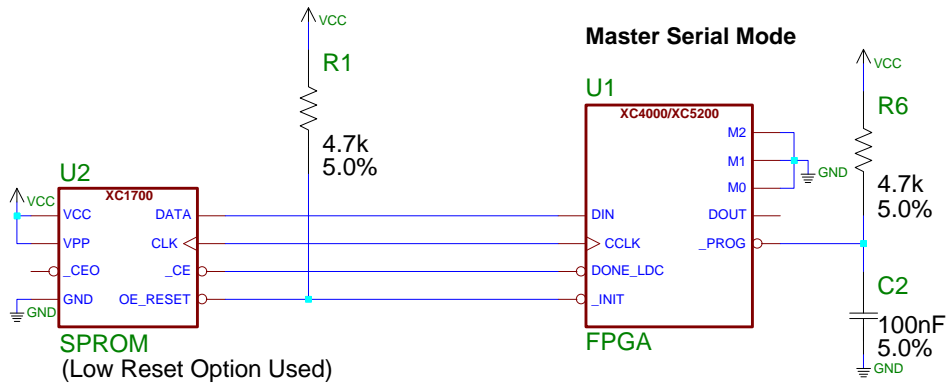 VCC
R1
4.7k
5.0%
Master Serial Mode
U1
XC4000/XC5200
M2
M1
M0
GND
DIN
DOUT
CCLK
_PROG
DONE_LDC
_INIT
FPGA
VCC
R6
4.7k
5.0%
C2
100nF
5.0%
GND
U2
XC1700
VCC
VCC
DATA
VPP
CLK
_CEO
_CE
GND
GND
OE_RESET
SPROM
(Low Reset Option Used)